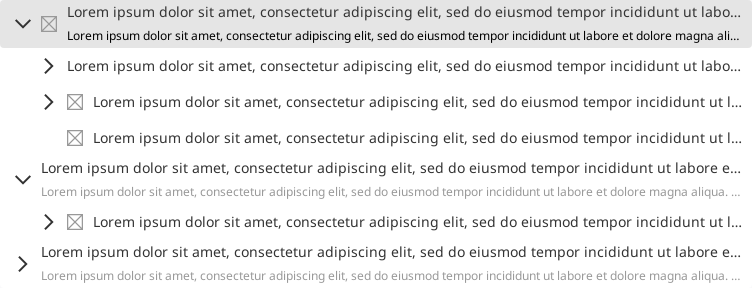 Lorem ipsum dolor sit amet, consectetur adipiscing elit, sed do eiusmod tempor incididunt ut labo...
Lorem ipsum dolor sit amet, consectetur adipiscing elit, sed do eiusmod tempor incididunt ut labore et dolore magna ali...
Lorem ipsum dolor sit amet, consectetur adipiscing elit, sed do eiusmod tempor incididunt ut labo...
Lorem ipsum dolor sit amet, consectetur adipiscing elit, sed do eiusmod tempor incididunt ut l...
Lorem ipsum dolor sit amet, consectetur adipiscing elit, sed do eiusmod tempor incididunt ut l...
Lorem ipsum dolor sit amet, consectetur adipiscing elit, sed do eiusmod tempor incididunt ut labore e...
Lorem ipsum dolor sit amet, consectetur adipiscing elit, sed do eiusmod tempor incididunt ut labore et dolore magna aliqua. ...
Lorem ipsum dolor sit amet, consectetur adipiscing elit, sed do eiusmod tempor incididunt ut l...
Lorem ipsum dolor sit amet, consectetur adipiscing elit, sed do eiusmod tempor incididunt ut labore e...
Lorem ipsum dolor sit amet, consectetur adipiscing elit, sed do eiusmod tempor incididunt ut labore et dolore magna aliqua. ...